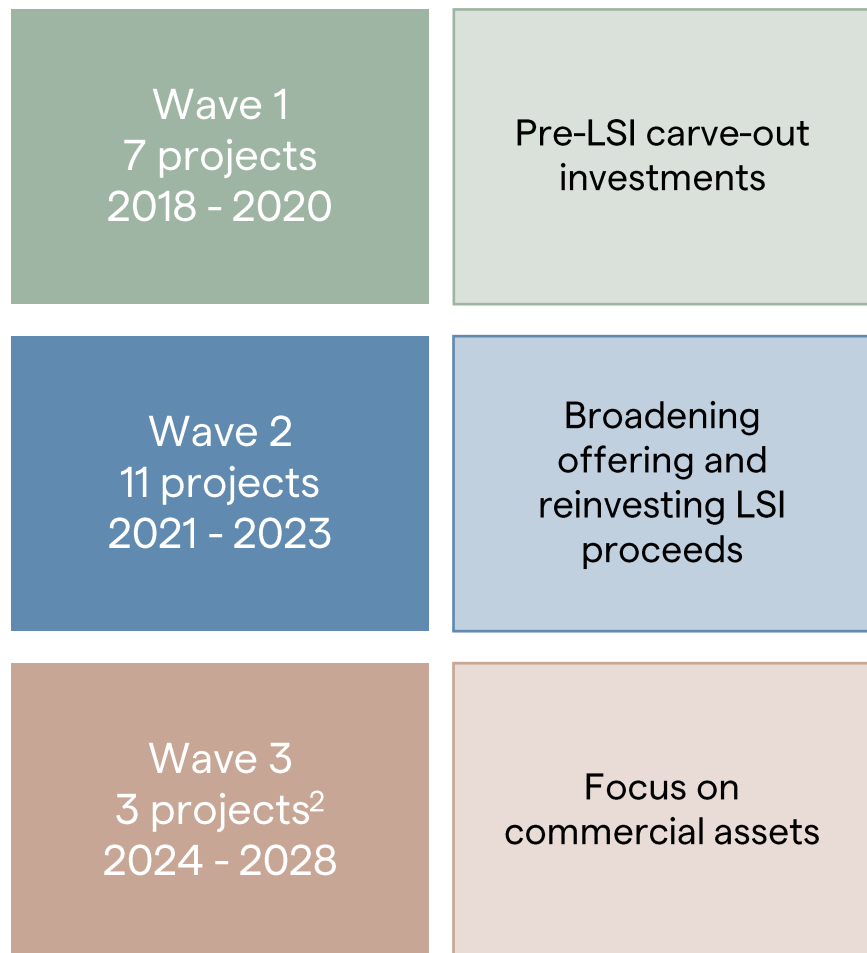 Wave 1
7 projects
2018 - 2020
Pre-LSI carve-out
investments
Wave 2
11 projects
2021 - 2023
Broadening
offering and
reinvesting LSI
proceeds
Wave 3
3 projects²
2024 - 2028
Focus on
commercial assets